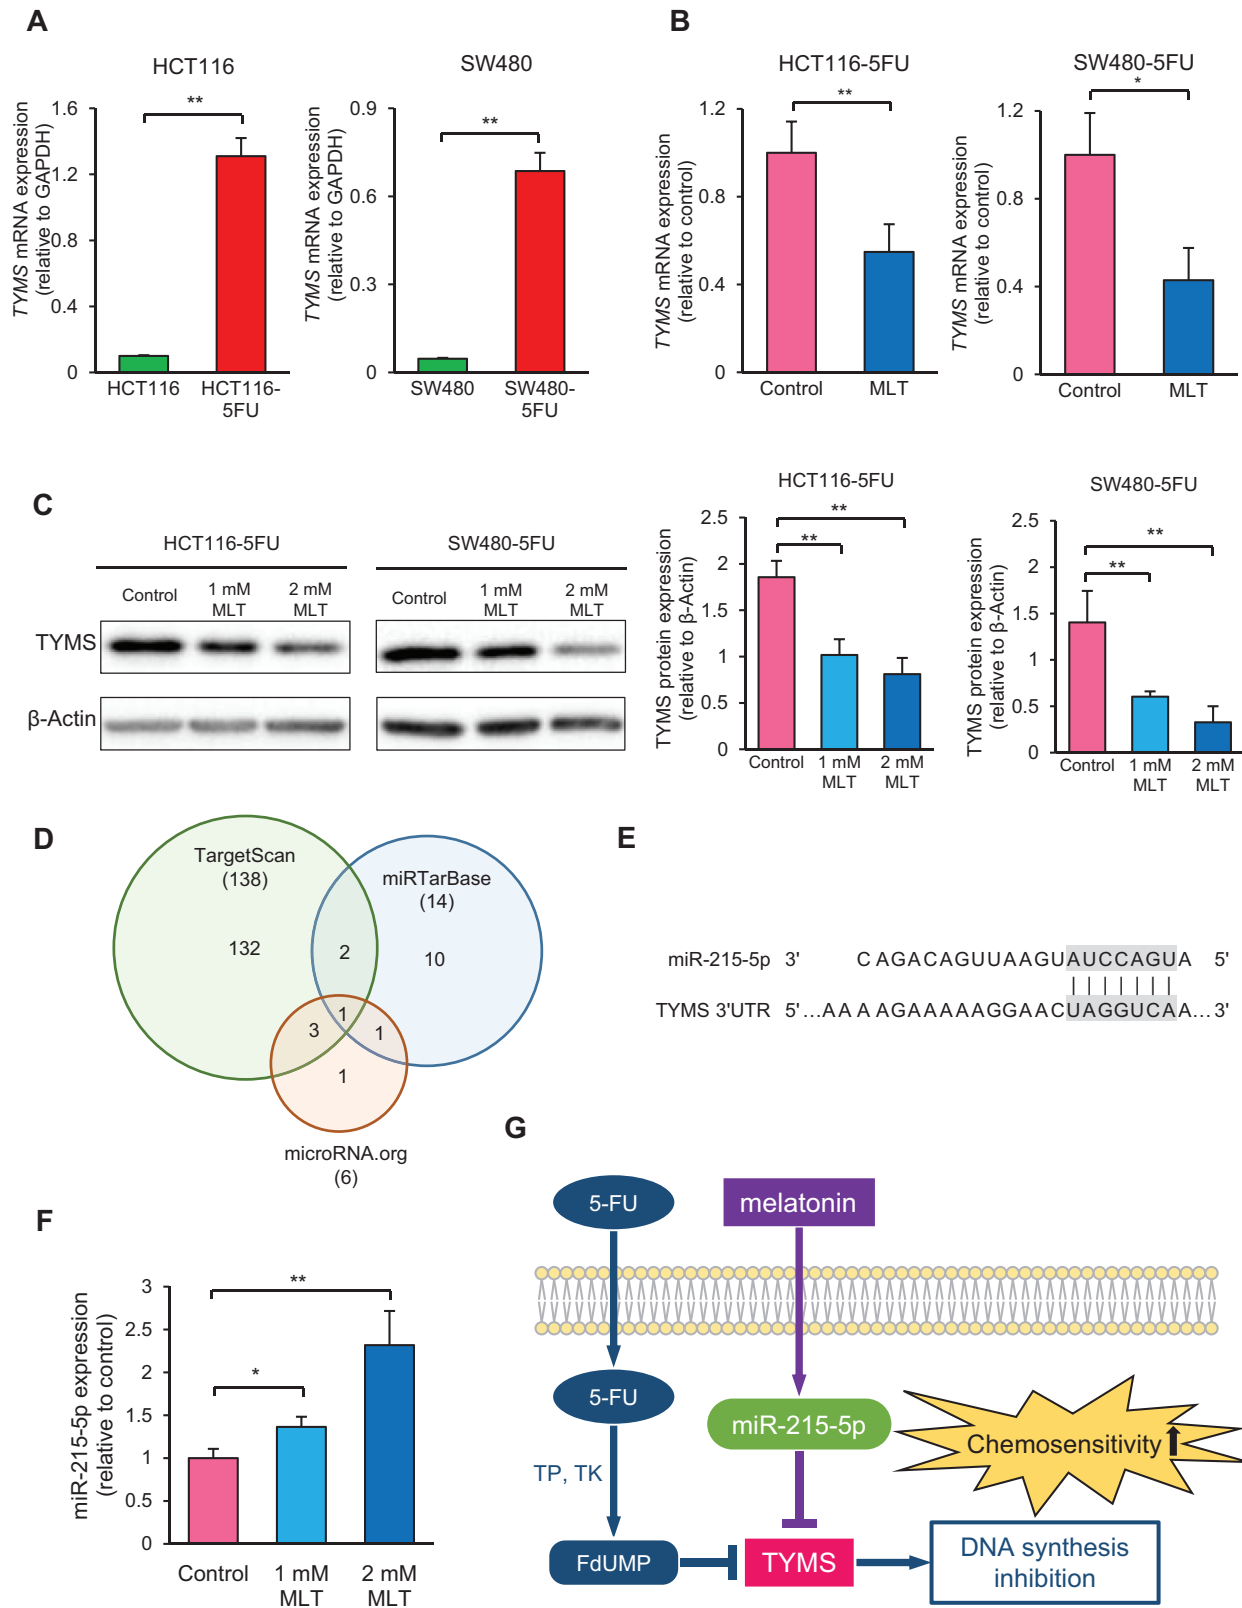 A
HCT116
TYMS mRNA expression
(relative to GAPDH)
1.6
1.2
0.8
0.4
0
**
HCT116
HCT116-
5FU
SW480
TYMS mRNA expression
(relative to GAPDH)
0.9
0.6
0.3
0
**
SW480
SW480-
5FU
B
HCT116-5FU
TYMS mRNA expression
(relative to control)
1.2
0.8
0.4
0
**
Control
MLT
SW480-5FU
TYMS mRNA expression
(relative to control)
1.2
0.8
0.4
0
*
Control
MLT
C
HCT116-5FU
Control
1 mM
MLT
2 mM
MLT
SW480-5FU
Control
1 mM
MLT
2 mM
MLT
TYMS
β-Actin
HCT116-5FU
TYMS protein expression
(relative to β-Actin)
2.5
2
1.5
1
0.5
0
**
**
Control
1 mM
MLT
2 mM
MLT
SW480-5FU
TYMS protein expression
(relative to β-Actin)
2.5
2
1.5
1
0.5
0
**
**
Control
1 mM
MLT
2 mM
MLT
D
TargetScan
(138)
miRTarBase
(14)
132
2
10
1
3
1
1
microRNA.org
(6)
E
miR-215-5p 3' CAGACAGUUAAGUAUCCAGUA 5'
TYMS 3'UTR 5'...AAAAGAAAAAGGAACUAGGUCAA...3'
F
miR-215-5p expression
(relative to control)
3
2.5
2
1.5
1
0.5
0
**
*
Control
1 mM
MLT
2 mM
MLT
G
5-FU
melatonin
5-FU
miR-215-5p
Chemosensitivity
TP, TK
FdUMP
TYMS
DNA synthesis
inhibition